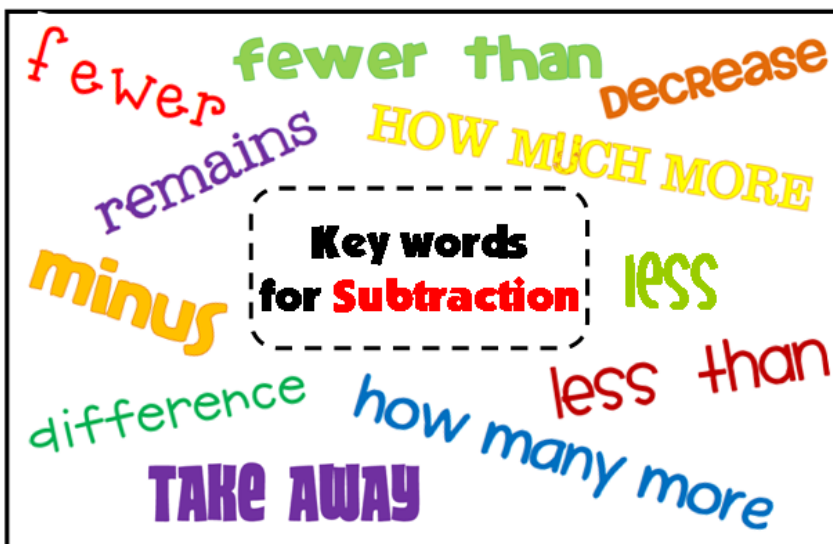 fewer
fewer than
DECREASE
remains
HOW MUCH MORE
Key words
for Subtraction
minus
less
less than
difference
how many more
TAKE AWAY